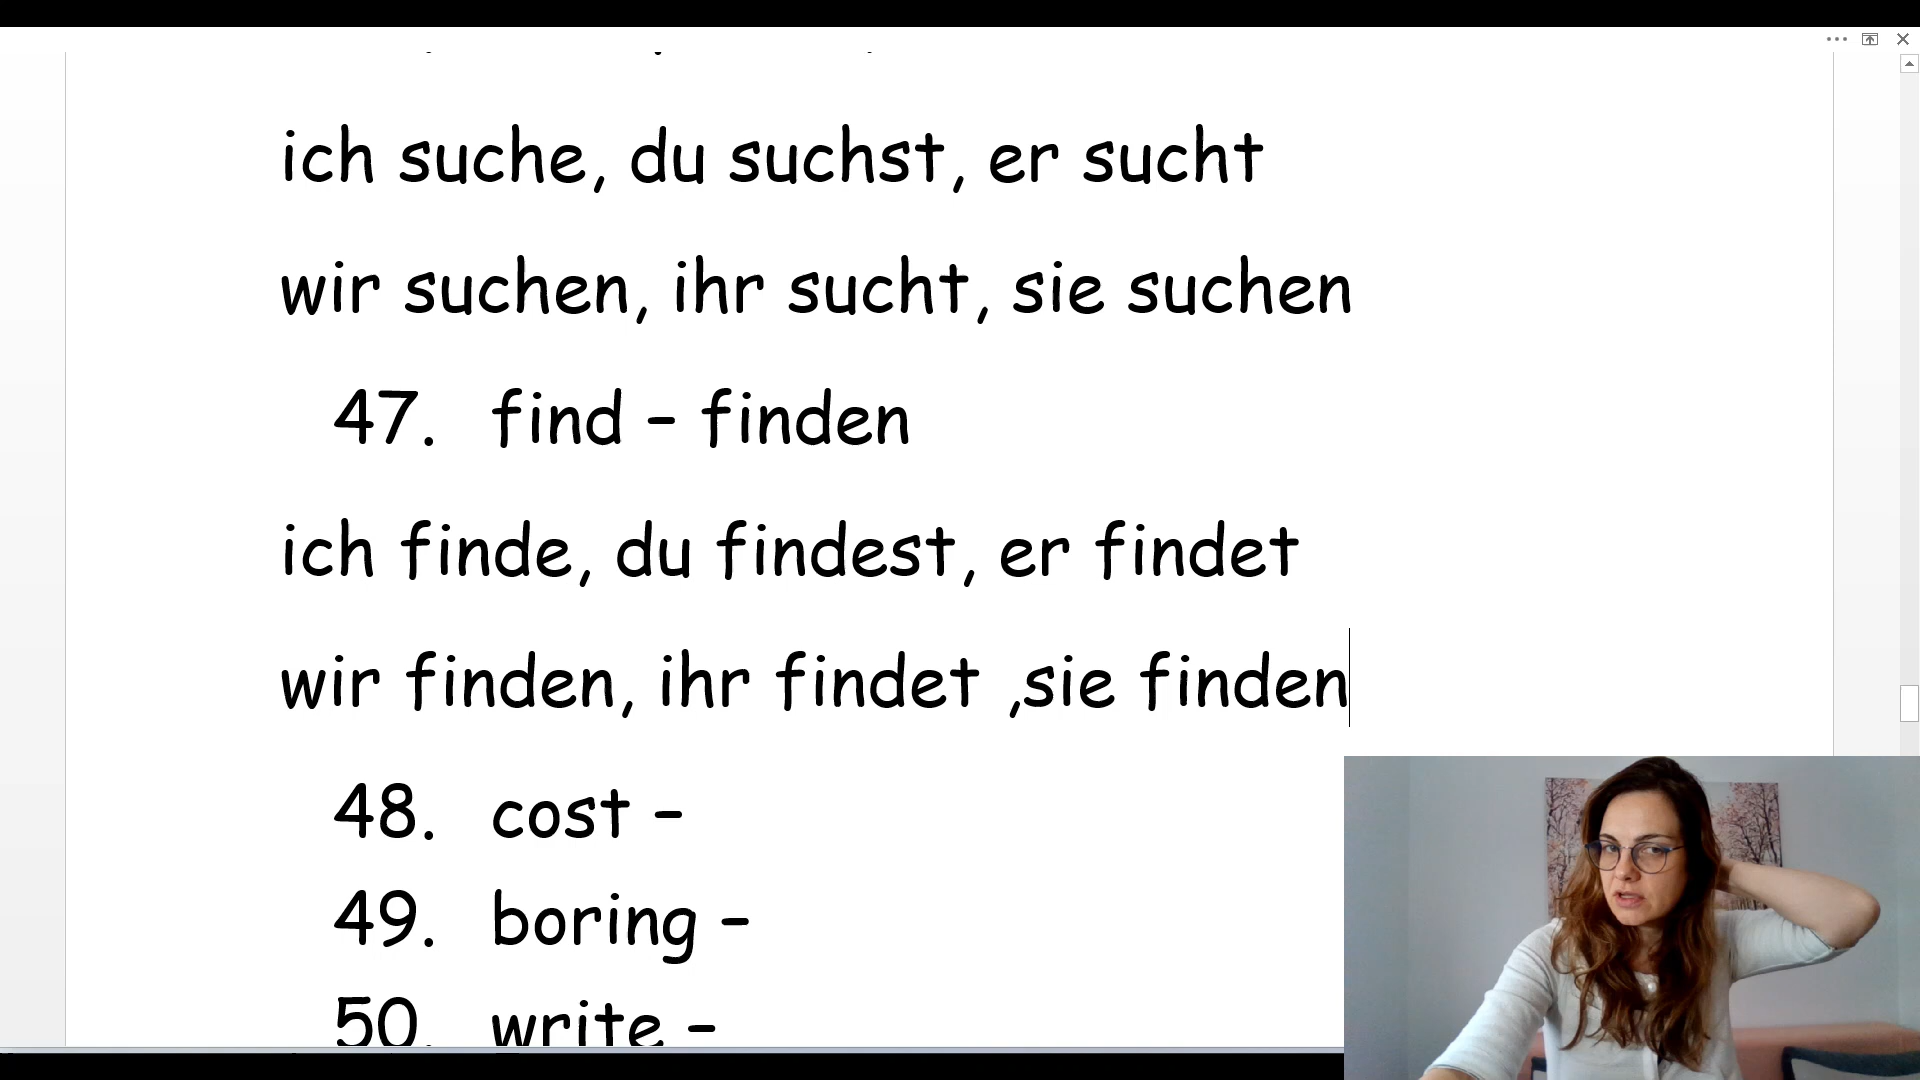 ich suche, du suchst, er sucht
wir suchen, ihr sucht, sie suchen
47. find – finden
ich finde, du findest, er findet
wir finden, ihr findet ,sie finden
48. cost –
49. boring –
50. write –